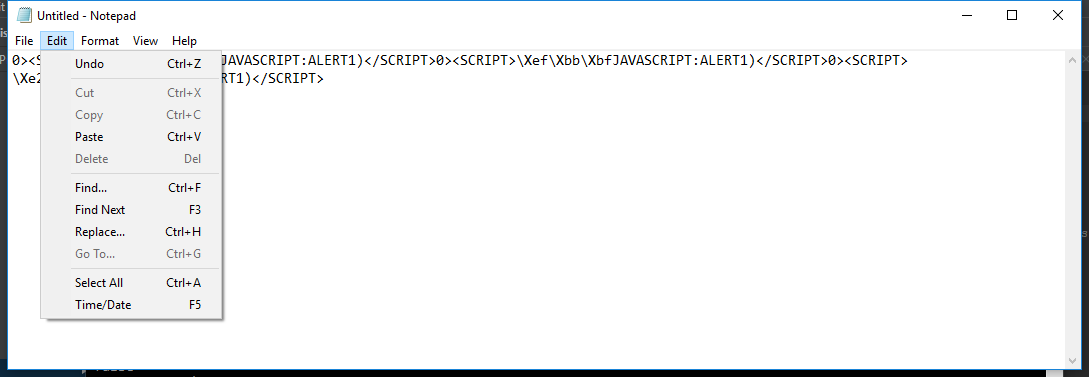 Untitled - Notepad
File Edit Format View Help
0><S JAVASCRIPT:ALERT1)</SCRIPT>0><SCRIPT>\Xef\Xbb\XbfJAVASCRIPT:ALERT1)</SCRIPT>0><SCRIPT>
\Xe2 RT1)</SCRIPT>
Undo Ctrl+Z
Cut Ctrl+X
Copy Ctrl+C
Paste Ctrl+V
Delete Del
Find... Ctrl+F
Find Next F3
Replace... Ctrl+H
Go To... Ctrl+G
Select All Ctrl+A
Time/Date F5